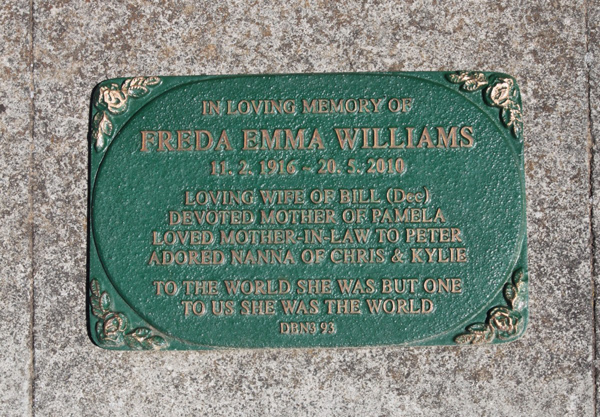 IN LOVING MEMORY OF
FREDA EMMA WILLIAMS
11. 2. 1916 - 20. 5. 2010
LOVING WIFE OF BILL (Dec)
DEVOTED MOTHER OF PAMELA
LOVED MOTHER-IN-LAW TO PETER
ADORED NANNA OF CHRIS & KYLIE
TO THE WORLD SHE WAS BUT ONE
TO US SHE WAS THE WORLD
93